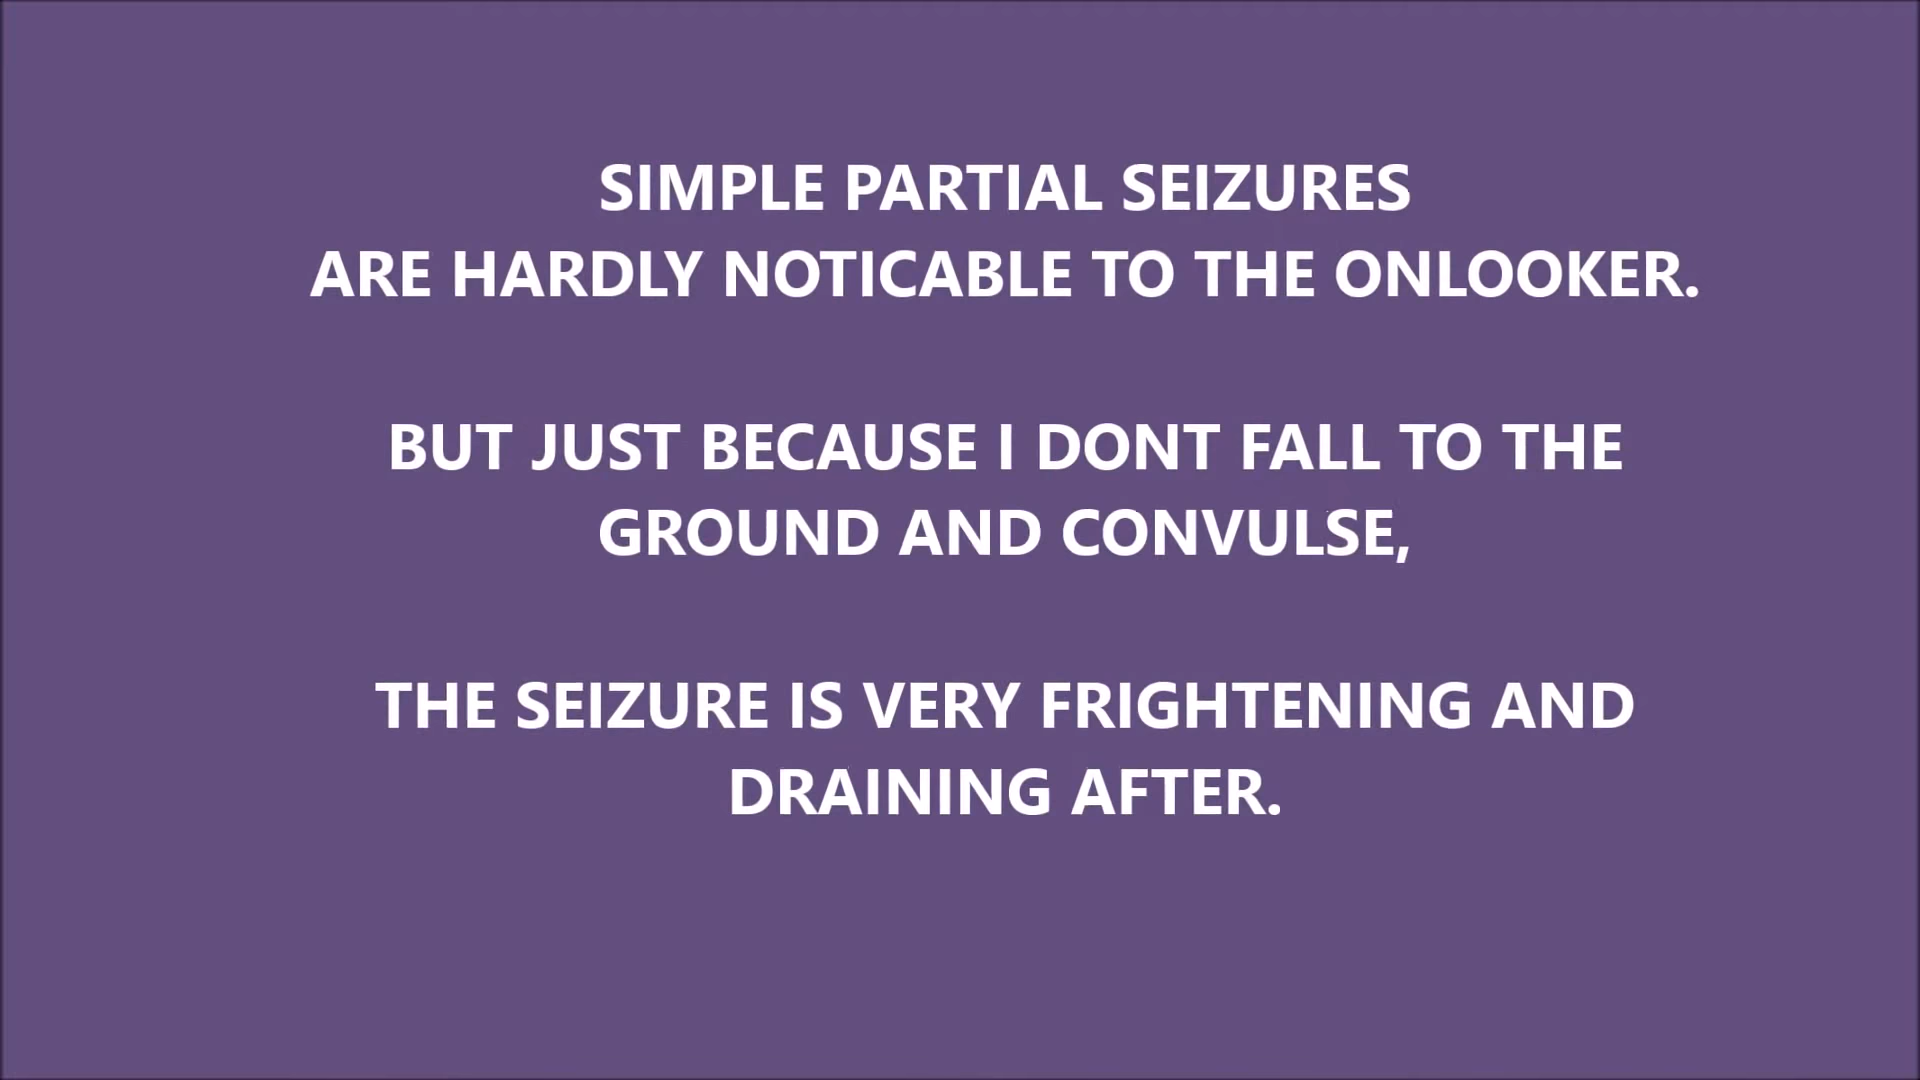 SIMPLE PARTIAL SEIZURES
ARE HARDLY NOTICABLE TO THE ONLOOKER.
BUT JUST BECAUSE I DONT FALL TO THE
GROUND AND CONVULSE,
THE SEIZURE IS VERY FRIGHTENING AND
DRAINING AFTER.